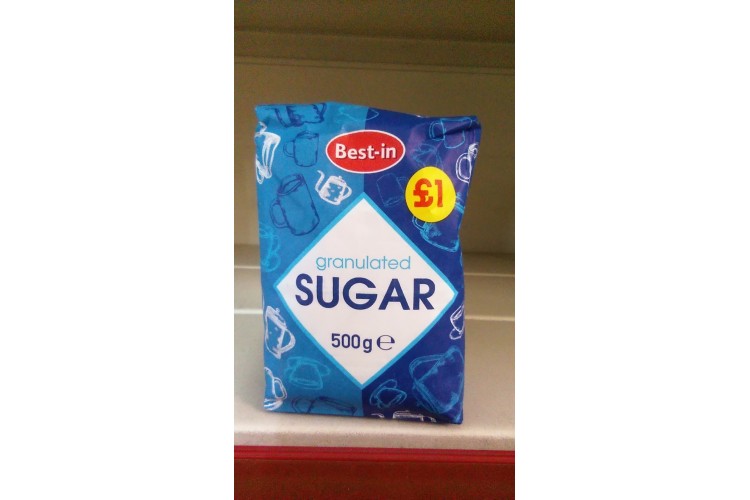 Best-in
£1
granulated
SUGAR
500g ℮